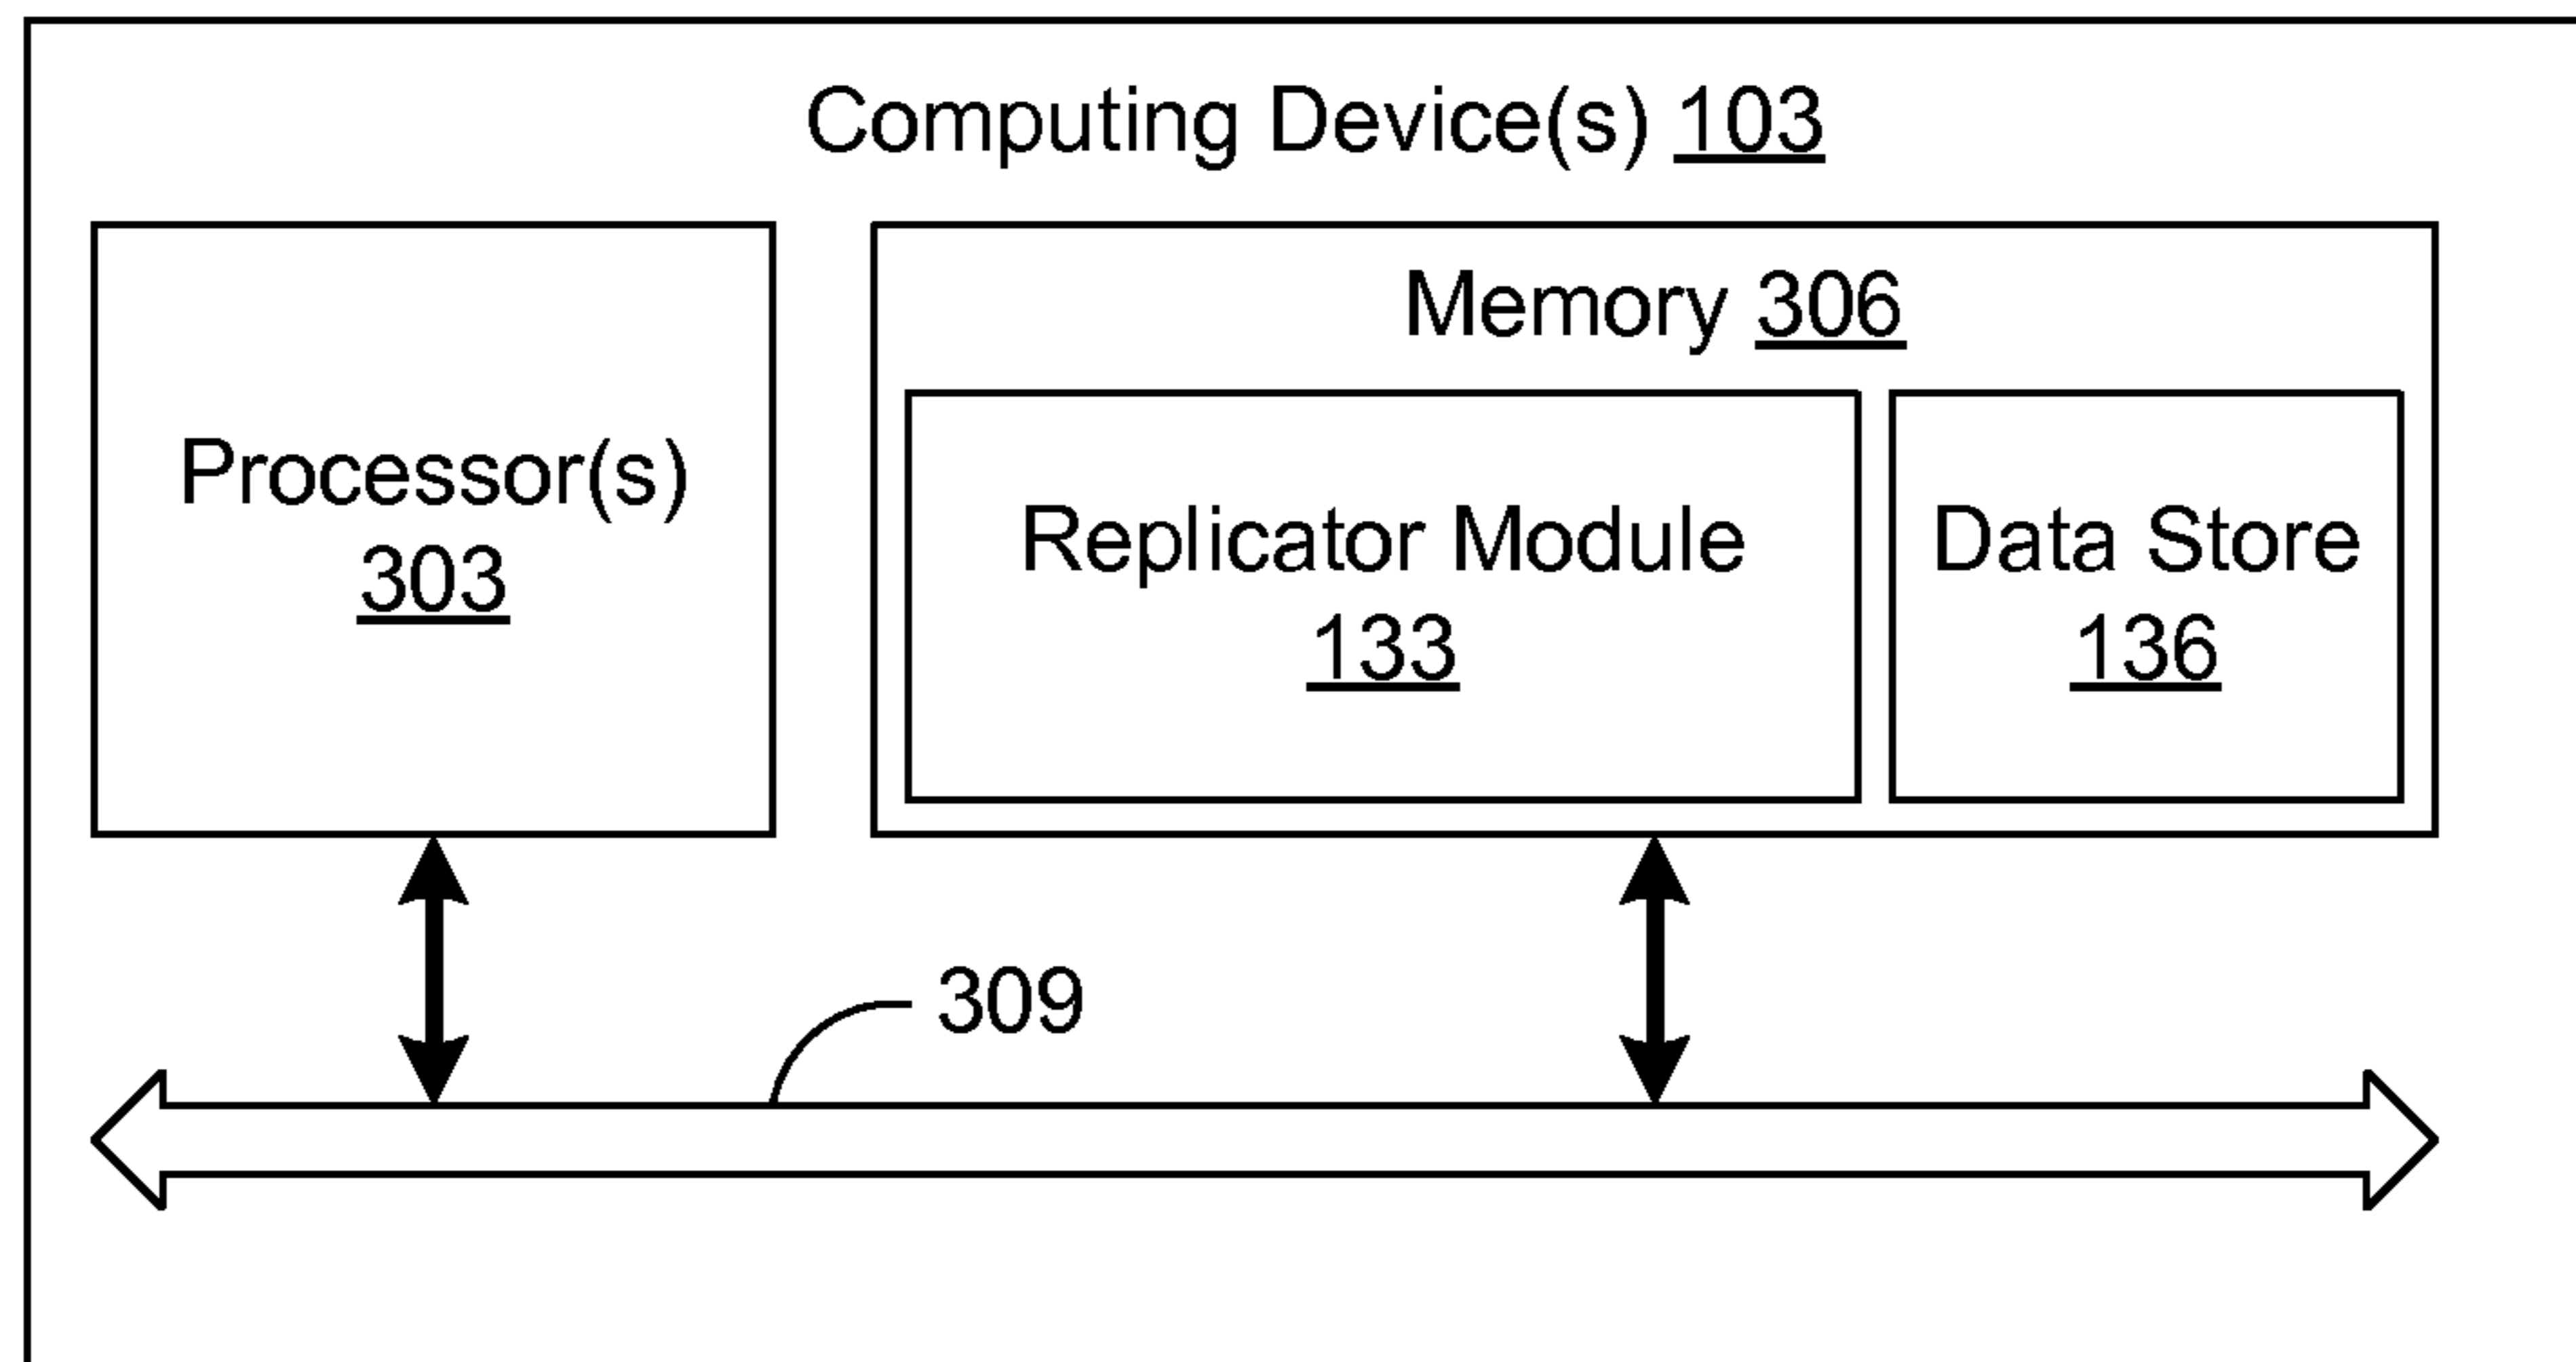 Computing Device(s) 103
Memory 306
Processor(s)
303
Replicator Module
133
Data Store
136
309